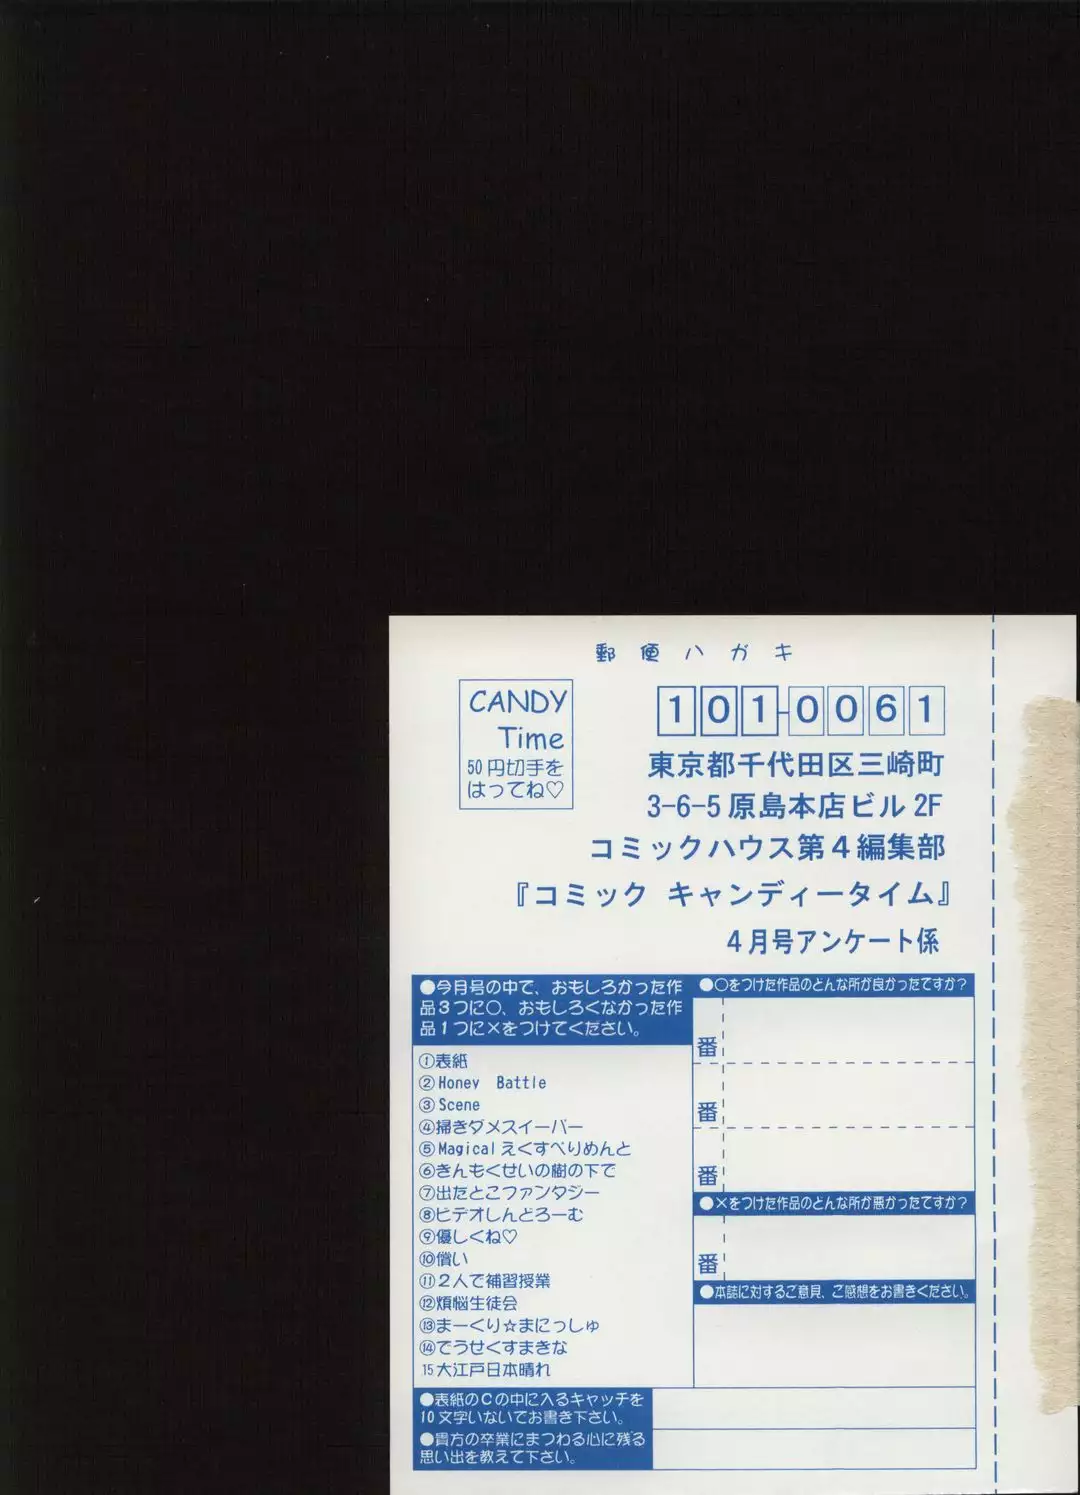 郵便ハガキ
CANDY
Time
50円切手を
はってね♡
101-0061
東京都千代田区三崎町
3-6-5原島本店ビル2F
コミックハウス第4編集部
『コミック キャンディータイム』
4月号アンケート係
●今月号の中で、おもしろかった作
品3つに○、おもしろくなかった作
品1つに×をつけてください。
①表紙
②Honey Battle
③Scene
④掃きダメスイーパー
⑤Magicalえくすぺりめんと
⑥きんもくせいの樹の下で
⑦出たとこファンタジー
⑧ビデオしんどろーむ
⑨優しくね♡
⑩償い
⑪2人で補習授業
⑫煩悩生徒会
⑬まーくり☆まにっしゅ
⑭でうせくすまきな
15大江戸日本晴れ
●○をつけた作品のどんな所が良かったですか?
番
番
番
●×をつけた作品のどんな所が悪かったですか?
番
●本誌に対するご意見、ご感想をお書きください。
●表紙のCの中に入るキャッチを
10文字いないでお書き下さい。
●貴方の卒業にまつわる心に残る
思い出を教えて下さい。